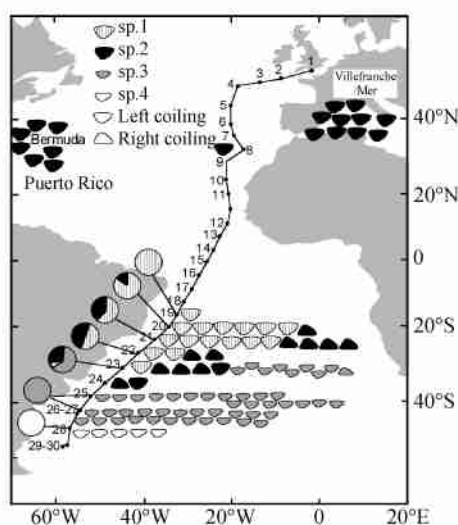 sp.1
sp.2
sp.3
sp.4
Left coiling
Right coiling
Bermuda
Puerto Rico
Villefranche
Mer
1
2
3
4
5
6
7
8
9
10
11
12
13
14
15
16
17
18
19
20
21
22
23
24
25
26-27
28
29-30
40°N
20°N
0
20°S
40°S
60°W
40°W
20°W
0
20°E